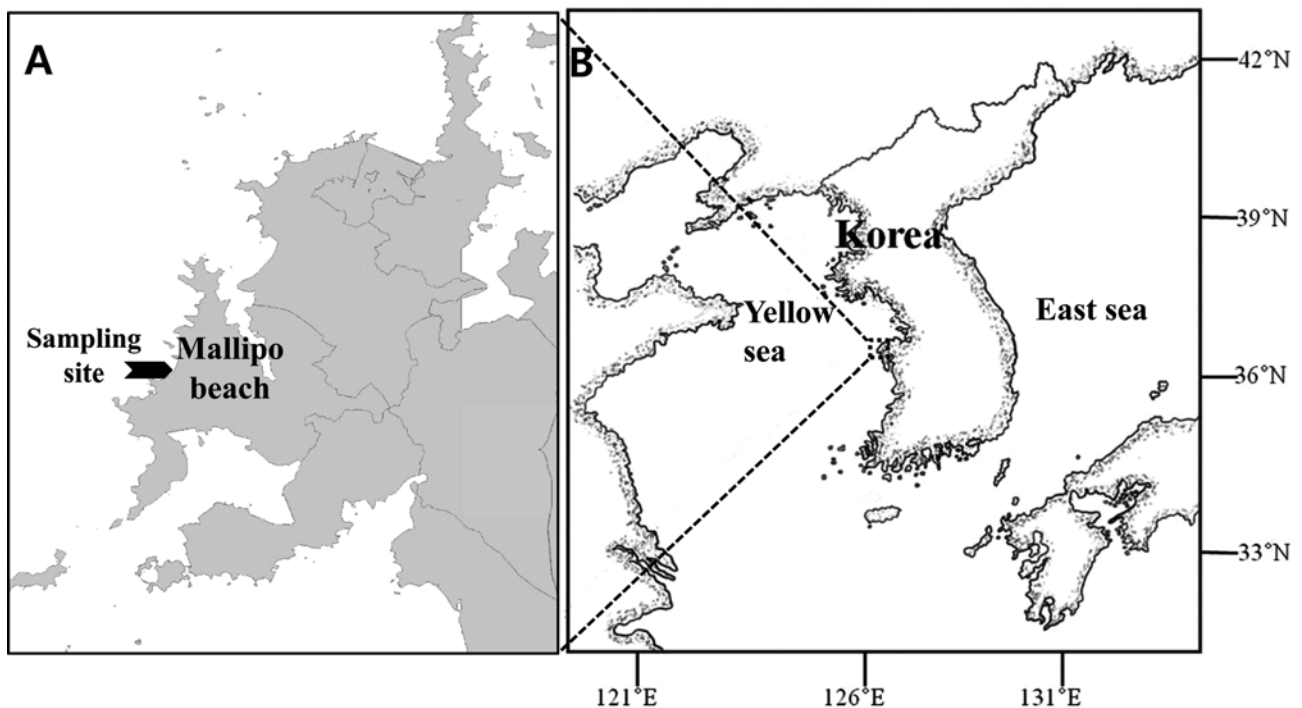 A
Sampling
site
Mallipo
beach
B
Korea
Yellow
sea
East sea
42°N
39°N
36°N
33°N
121°E
126°E
131°E